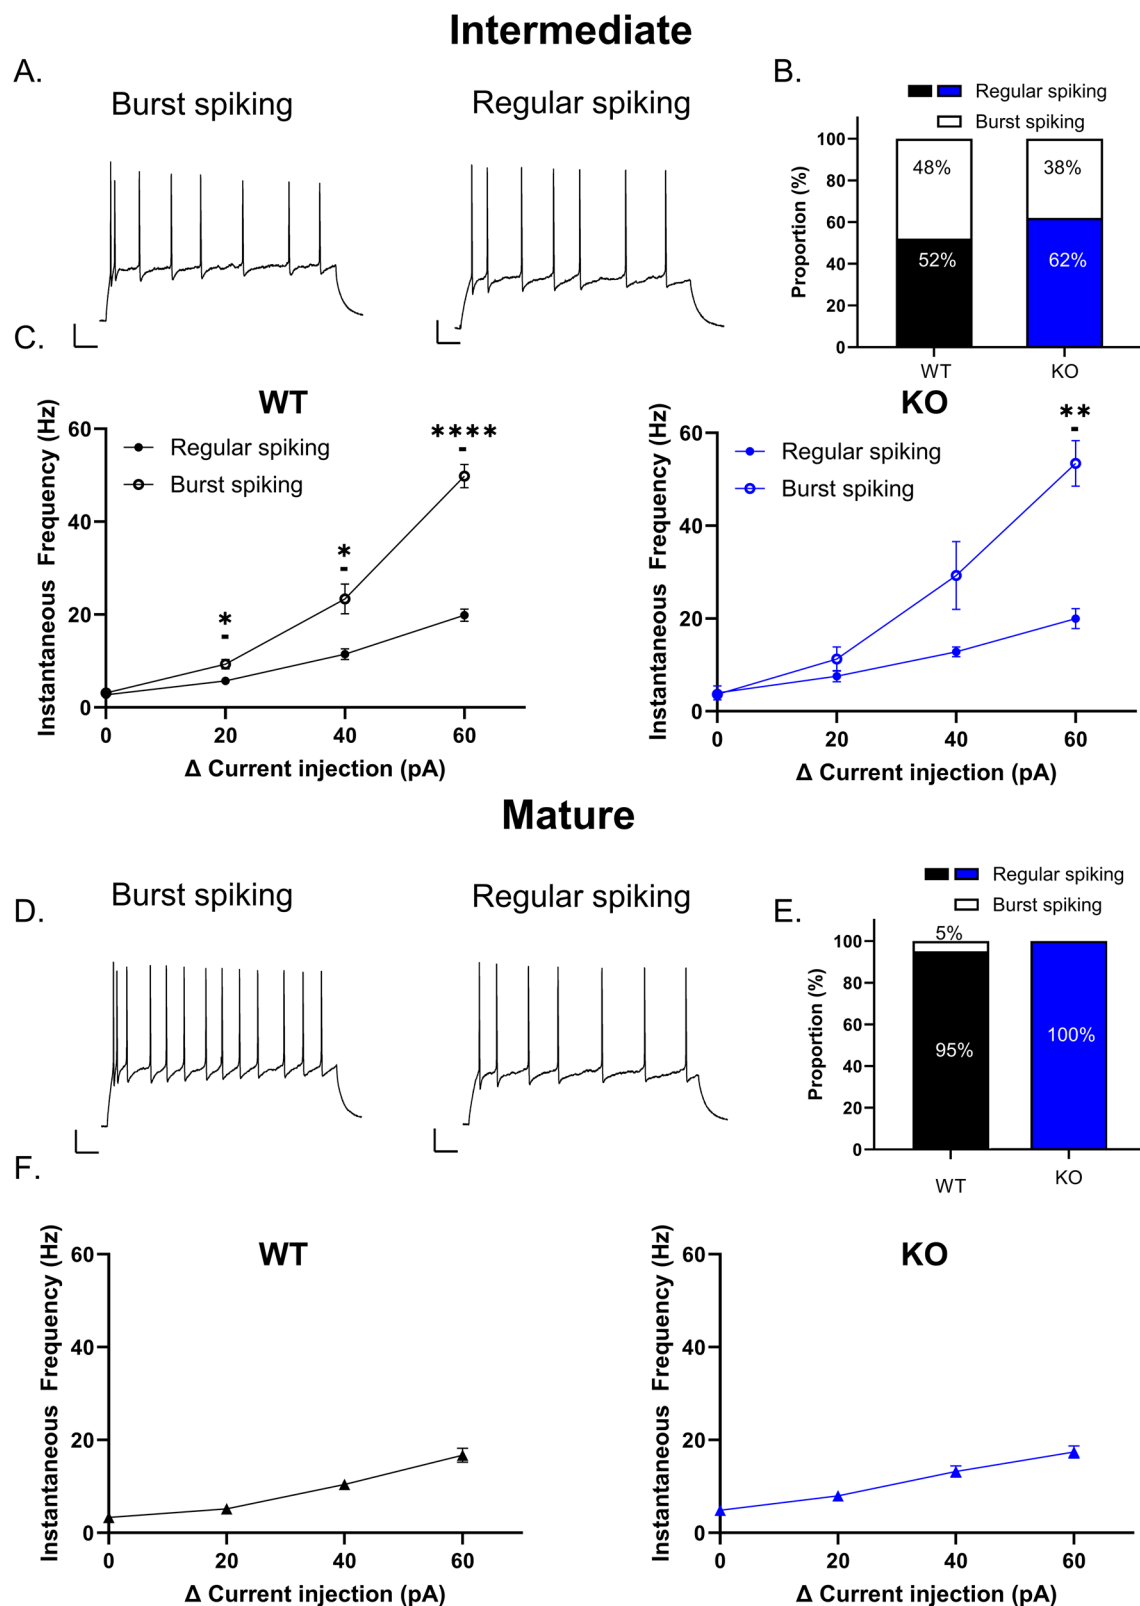 Intermediate
A.
Burst spiking
Regular spiking
B.
Regular spiking
Burst spiking
Proportion (%)
100
80
60
40
20
0
48%
52%
38%
62%
WT
KO
C.
WT
Instantaneous Frequency (Hz)
60
40
20
0
Regular spiking
Burst spiking
*
*
****
0 20 40 60
Δ Current injection (pA)
KO
Instantaneous Frequency (Hz)
60
40
20
0
Regular spiking
Burst spiking
**
0 20 40 60
Δ Current injection (pA)
Mature
D.
Burst spiking
Regular spiking
E.
Regular spiking
Burst spiking
Proportion (%)
100
80
60
40
20
0
5%
95%
100%
WT
KO
F.
WT
Instantaneous Frequency (Hz)
60
40
20
0
0 20 40 60
Δ Current injection (pA)
KO
Instantaneous Frequency (Hz)
60
40
20
0
0 20 40 60
Δ Current injection (pA)